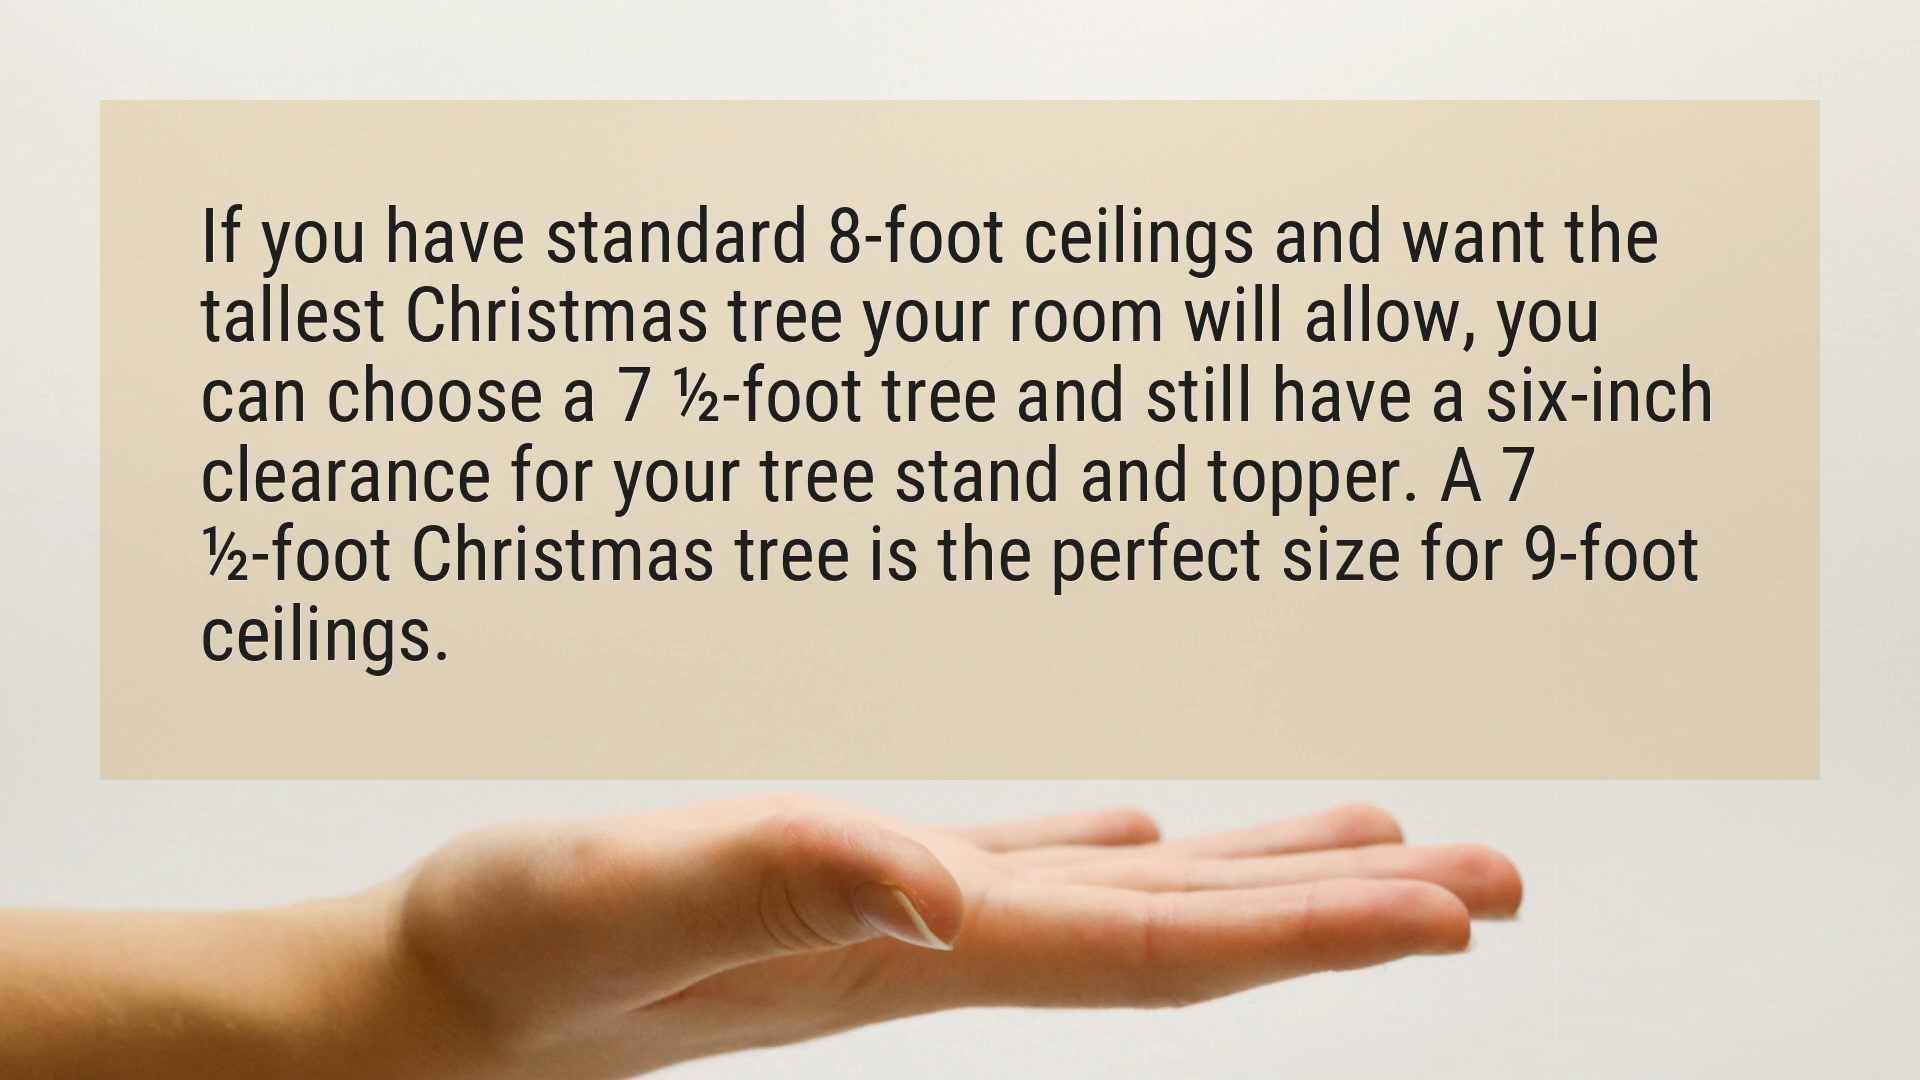 If you have standard 8-foot ceilings and want the
tallest Christmas tree your room will allow, you
can choose a 7 ½-foot tree and still have a six-inch
clearance for your tree stand and topper. A 7
½-foot Christmas tree is the perfect size for 9-foot
ceilings.